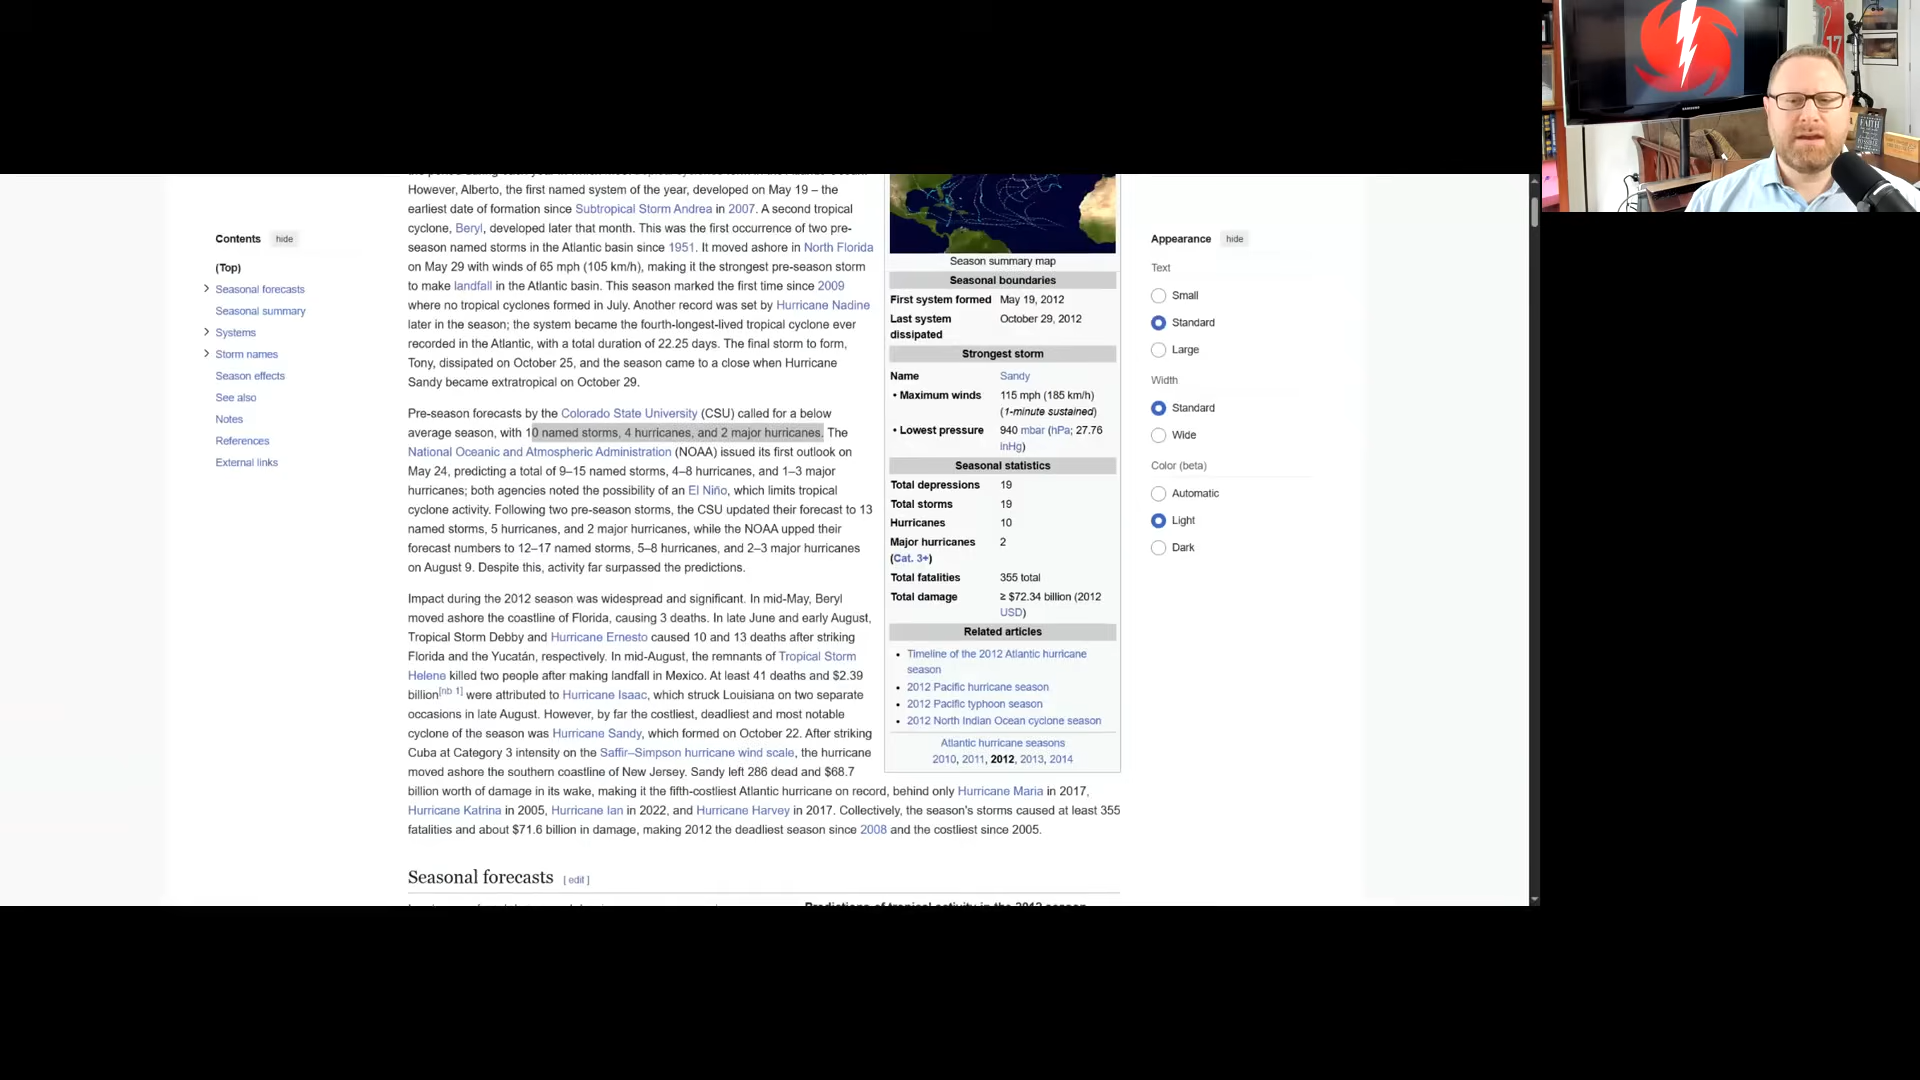 However, Alberto, the first named system of the year, developed on May 19 – the
earliest date of formation since Subtropical Storm Andrea in 2007. A second tropical
cyclone, Beryl, developed later that month. This was the first occurrence of two pre-
season named storms in the Atlantic basin since 1951. It moved ashore in North Florida
on May 29 with winds of 65 mph (105 km/h), making it the strongest pre-season storm
to make landfall in the Atlantic basin. This season marked the first time since 2009
where no tropical cyclones formed in July. Another record was set by Hurricane Nadine
later in the season; the system became the fourth-longest-lived tropical cyclone ever
recorded in the Atlantic, with a total duration of 22.25 days. The final storm to form,
Tony, dissipated on October 25, and the season came to a close when Hurricane
Sandy became extratropical on October 29.
Pre-season forecasts by the Colorado State University (CSU) called for a below
average season, with 10 named storms, 4 hurricanes, and 2 major hurricanes. The
National Oceanic and Atmospheric Administration (NOAA) issued its first outlook on
May 24, predicting a total of 9–15 named storms, 4–8 hurricanes, and 1–3 major
hurricanes; both agencies noted the possibility of an El Niño, which limits tropical
cyclone activity. Following two pre-season storms, the CSU updated their forecast to 13
named storms, 5 hurricanes, and 2 major hurricanes, while the NOAA upped their
forecast numbers to 12–17 named storms, 5–8 hurricanes, and 2–3 major hurricanes
on August 9. Despite this, activity far surpassed the predictions.
Impact during the 2012 season was widespread and significant. In mid-May, Beryl
moved ashore the coastline of Florida, causing 3 deaths. In late June and early August,
Tropical Storm Debby and Hurricane Ernesto caused 10 and 13 deaths after striking
Florida and the Yucatán, respectively. In mid-August, the remnants of Tropical Storm
Helene killed two people after making landfall in Mexico. At least 41 deaths and $2.39
billion[nb 1] were attributed to Hurricane Isaac, which struck Louisiana on two separate
occasions in late August. However, by far the costliest, deadliest and most notable
cyclone of the season was Hurricane Sandy, which formed on October 22. After striking
Cuba at Category 3 intensity on the Saffir–Simpson hurricane wind scale, the hurricane
moved ashore the southern coastline of New Jersey. Sandy left 286 dead and $68.7
billion worth of damage in its wake, making it the fifth-costliest Atlantic hurricane on record, behind only Hurricane Maria in 2017,
Hurricane Katrina in 2005, Hurricane Ian in 2022, and Hurricane Harvey in 2017. Collectively, the season's storms caused at least 355
fatalities and about $71.6 billion in damage, making 2012 the deadliest season since 2008 and the costliest since 2005.
Seasonal forecasts [ edit ]
Predictions of tropical activity in the 2012 season
Contents hide
(Top)
Seasonal forecasts
Seasonal summary
Systems
Storm names
Season effects
See also
Notes
References
External links
Season summary map
Seasonal boundaries
First system formed May 19, 2012
Last system October 29, 2012
dissipated
Strongest storm
Name Sandy
• Maximum winds 115 mph (185 km/h)
(1-minute sustained)
• Lowest pressure 940 mbar (hPa; 27.76
inHg)
Seasonal statistics
Total depressions 19
Total storms 19
Hurricanes 10
Major hurricanes 2
(Cat. 3+)
Total fatalities 355 total
Total damage ≥ $72.34 billion (2012
USD)
Related articles
• Timeline of the 2012 Atlantic hurricane
season
• 2012 Pacific hurricane season
• 2012 Pacific typhoon season
• 2012 North Indian Ocean cyclone season
Atlantic hurricane seasons
2010, 2011, 2012, 2013, 2014
Appearance hide
Text
Small
Standard
Large
Width
Standard
Wide
Color (beta)
Automatic
Light
Dark
17
SAMSUNG
FAITH